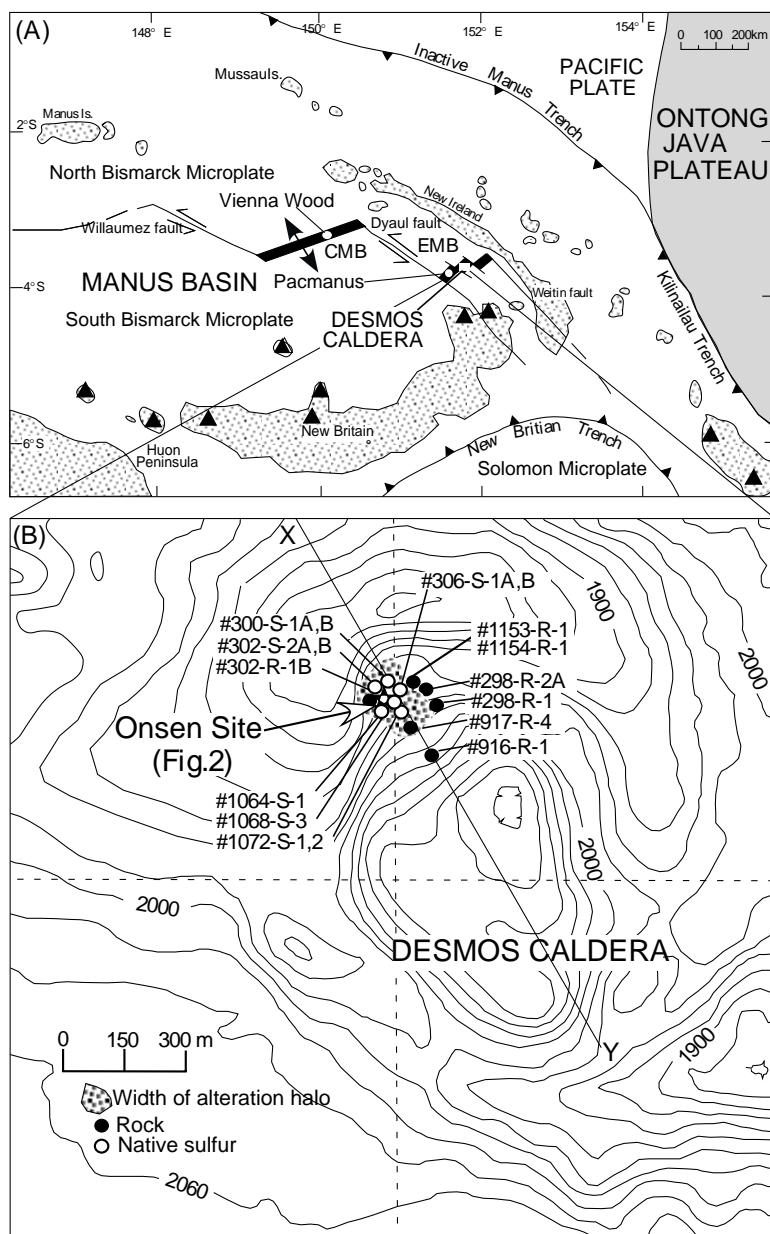 (A)
148° E
150° E
152° E
154° E
0 100 200km
Inactive Manus Trench
PACIFIC
PLATE
ONTONG
JAVA
PLATEAU
MussauIs.
Manus Is.
2°S
North Bismarck Microplate
Vienna Wood
New Ireland
Willaumez fault
Dyaul fault
CMB
EMB
MANUS BASIN
Pacmanus
4°S
Weitin fault
South Bismarck Microplate
DESMOS
CALDERA
Kilinailau Trench
6°S
Huon
Peninsula
New Britain
New Britian Trench
Solomon Microplate
(B)
X
#306-S-1A,B
1900
#300-S-1A,B
#302-S-2A,B
#302-R-1B
#1153-R-1
#1154-R-1
2000
#298-R-2A
#298-R-1
#917-R-4
#916-R-1
Onsen Site
(Fig.2)
#1064-S-1
#1068-S-3
#1072-S-1,2
2000
2000
DESMOS CALDERA
0 150 300 m
Y
1900
Width of alteration halo
Rock
Native sulfur
2060